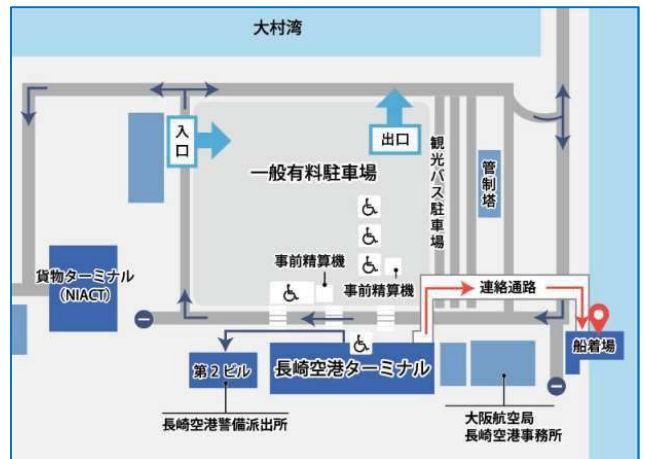 大村湾
入口
出口
一般有料駐車場
観光バス駐車場
管制塔
事前精算機
事前精算機
貨物ターミナル
(NIACT)
連絡通路
船着場
第2ビル
長崎空港ターミナル
長崎空港警備派出所
大阪航空局
長崎空港事務所